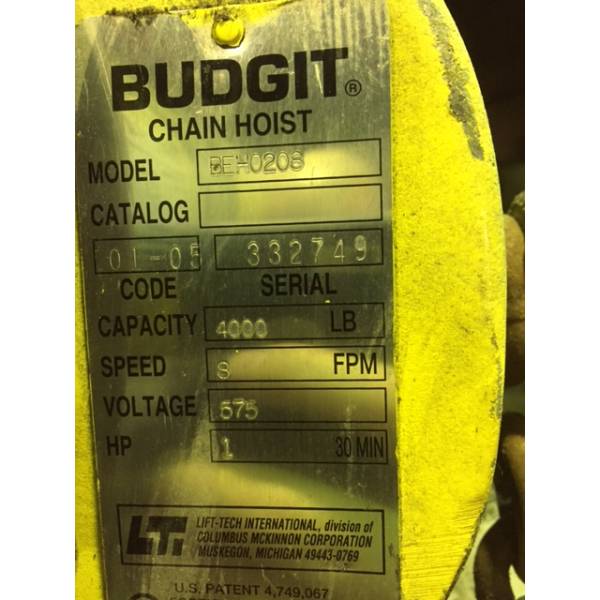 BUDGIT®
CHAIN HOIST
MODEL BEH0208
CATALOG
01-05 332749
CODE SERIAL
CAPACITY 4000 LB
SPEED 8 FPM
VOLTAGE 575
HP 1 30 MIN
LTI LIFT-TECH INTERNATIONAL, division of
COLUMBUS MCKINNON CORPORATION
MUSKEGON, MICHIGAN 49443-0769
U.S. PATENT 4,749,067